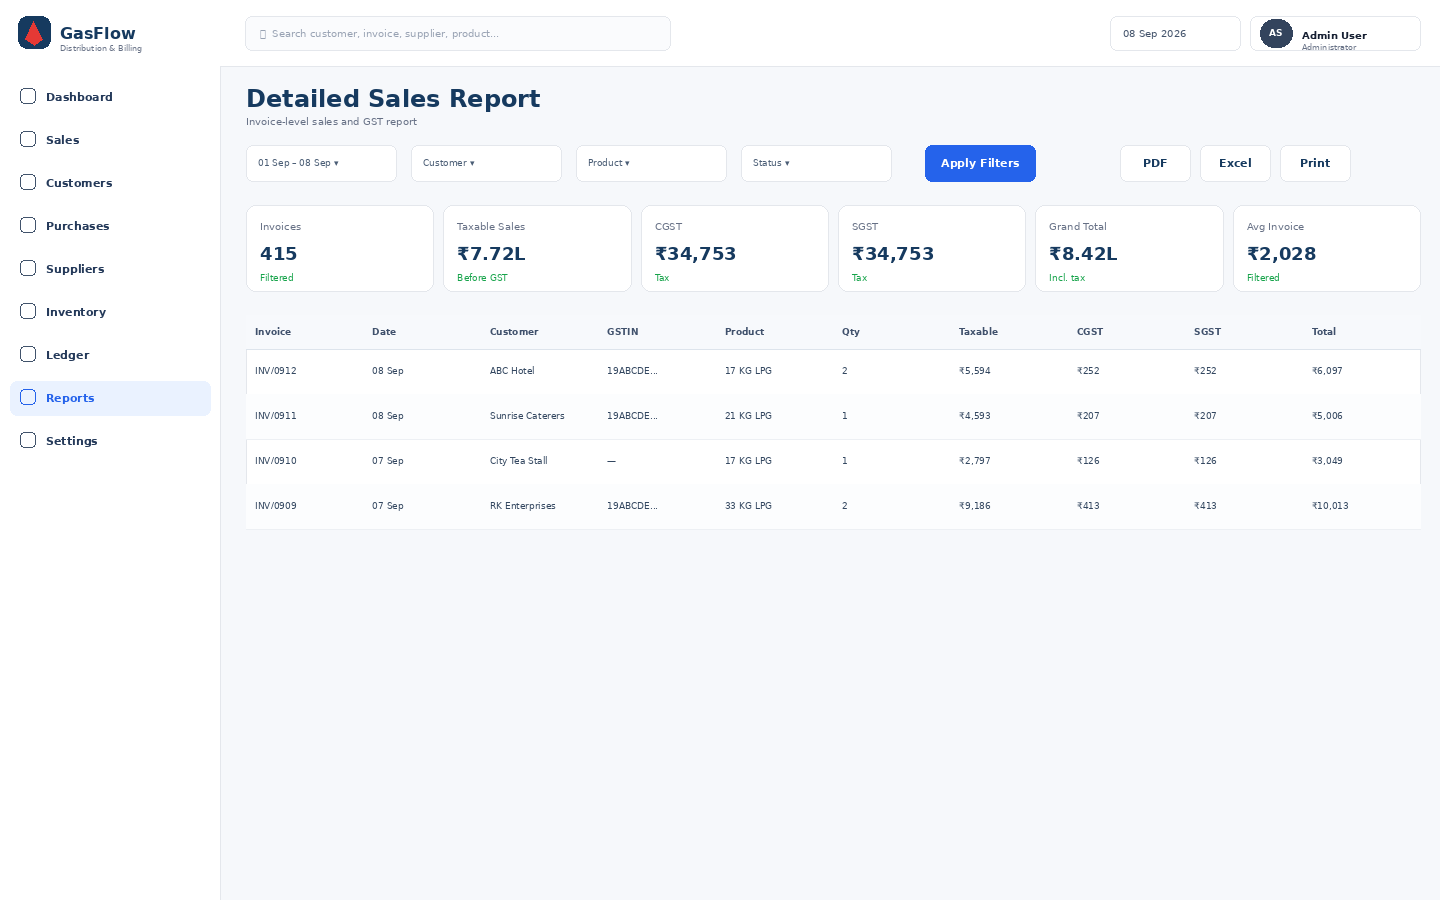 GasFlow
Distribution & Billing
Search customer, invoice, supplier, product...
08 Sep 2026
AS
Admin User
Administrator
Dashboard
Sales
Customers
Purchases
Suppliers
Inventory
Ledger
Reports
Settings
Detailed Sales Report
Invoice-level sales and GST report
01 Sep – 08 Sep ▾ Customer ▾ Product ▾ Status ▾ Apply Filters PDF Excel Print
Invoices Taxable Sales CGST SGST Grand Total Avg Invoice
415 ₹7.72L ₹34,753 ₹34,753 ₹8.42L ₹2,028
Filtered Before GST Tax Tax Incl. tax Filtered
Invoice Date Customer GSTIN Product Qty Taxable CGST SGST Total
INV/0912 08 Sep ABC Hotel 19ABCDE... 17 KG LPG 2 ₹5,594 ₹252 ₹252 ₹6,097
INV/0911 08 Sep Sunrise Caterers 19ABCDE... 21 KG LPG 1 ₹4,593 ₹207 ₹207 ₹5,006
INV/0910 07 Sep City Tea Stall — 17 KG LPG 1 ₹2,797 ₹126 ₹126 ₹3,049
INV/0909 07 Sep RK Enterprises 19ABCDE... 33 KG LPG 2 ₹9,186 ₹413 ₹413 ₹10,013